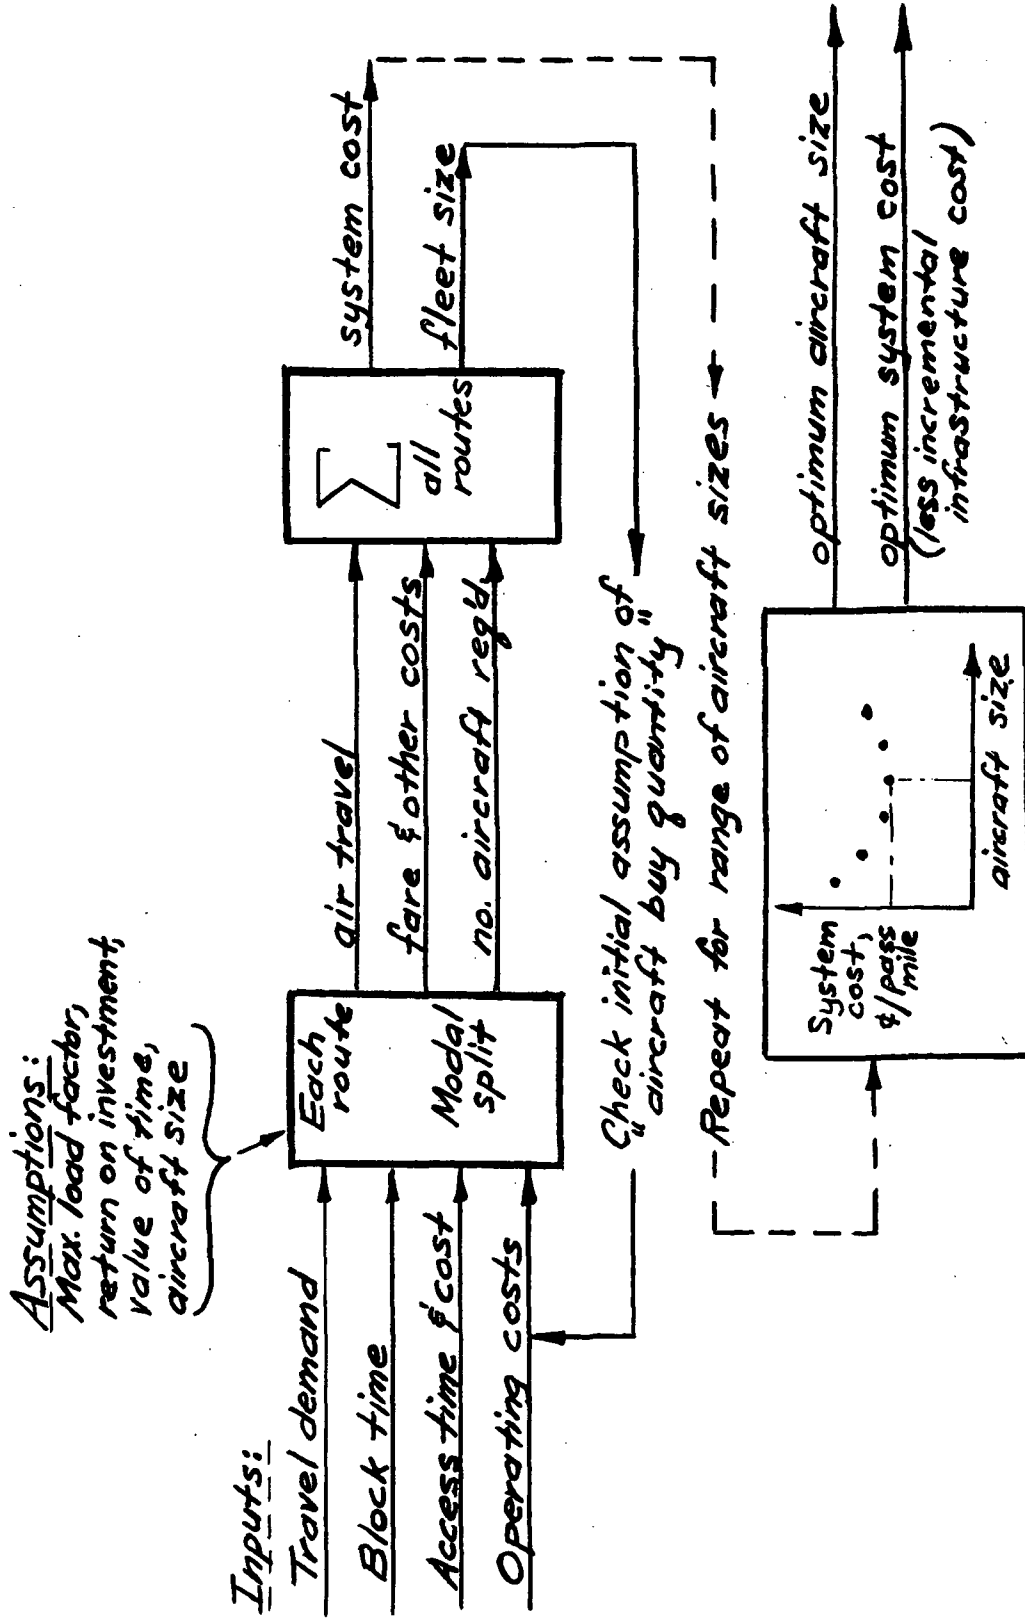 Assumptions:
Max. load factor,
return on investment,
value of time,
aircraft size
Inputs:
Travel demand
Block time
Access time & cost
Operating costs
Each
route
Modal
split
air travel
fare & other costs
no. aircraft req'd.
Σ
all
routes
system cost
fleet size
Check initial assumption of
"aircraft buy quantity"
Repeat for range of aircraft sizes
System
cost,
¢/pass
mile
aircraft size
optimum aircraft size
optimum system cost
(less incremental
infrastructure cost)